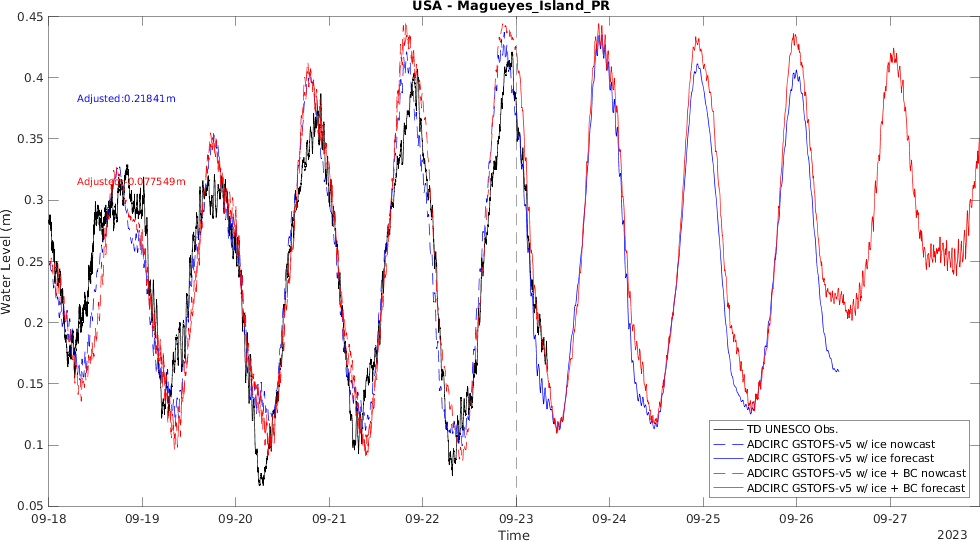 USA - Magueyes_Island_PR
0.45
0.4
0.35
0.3
0.25
0.2
0.15
0.1
0.05
Water Level (m)
Adjusted:0.21841m
Adjusted:-0.077549m
TD UNESCO Obs.
ADCIRC GSTOFS-v5 w/ ice nowcast
ADCIRC GSTOFS-v5 w/ ice forecast
ADCIRC GSTOFS-v5 w/ ice + BC nowcast
ADCIRC GSTOFS-v5 w/ ice + BC forecast
09-18 09-19 09-20 09-21 09-22 09-23 09-24 09-25 09-26 09-27
Time
2023